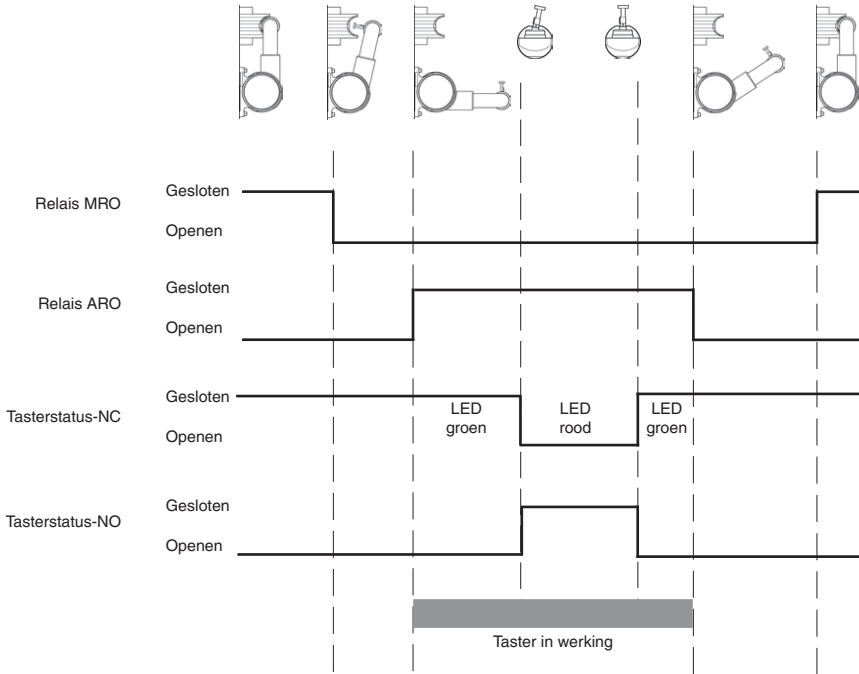 Relais MRO
Gesloten
Openen
Relais ARO
Gesloten
Openen
Tasterstatus-NC
Gesloten
Openen
LED
groen
LED
rood
LED
groen
Tasterstatus-NO
Gesloten
Openen
Taster in werking